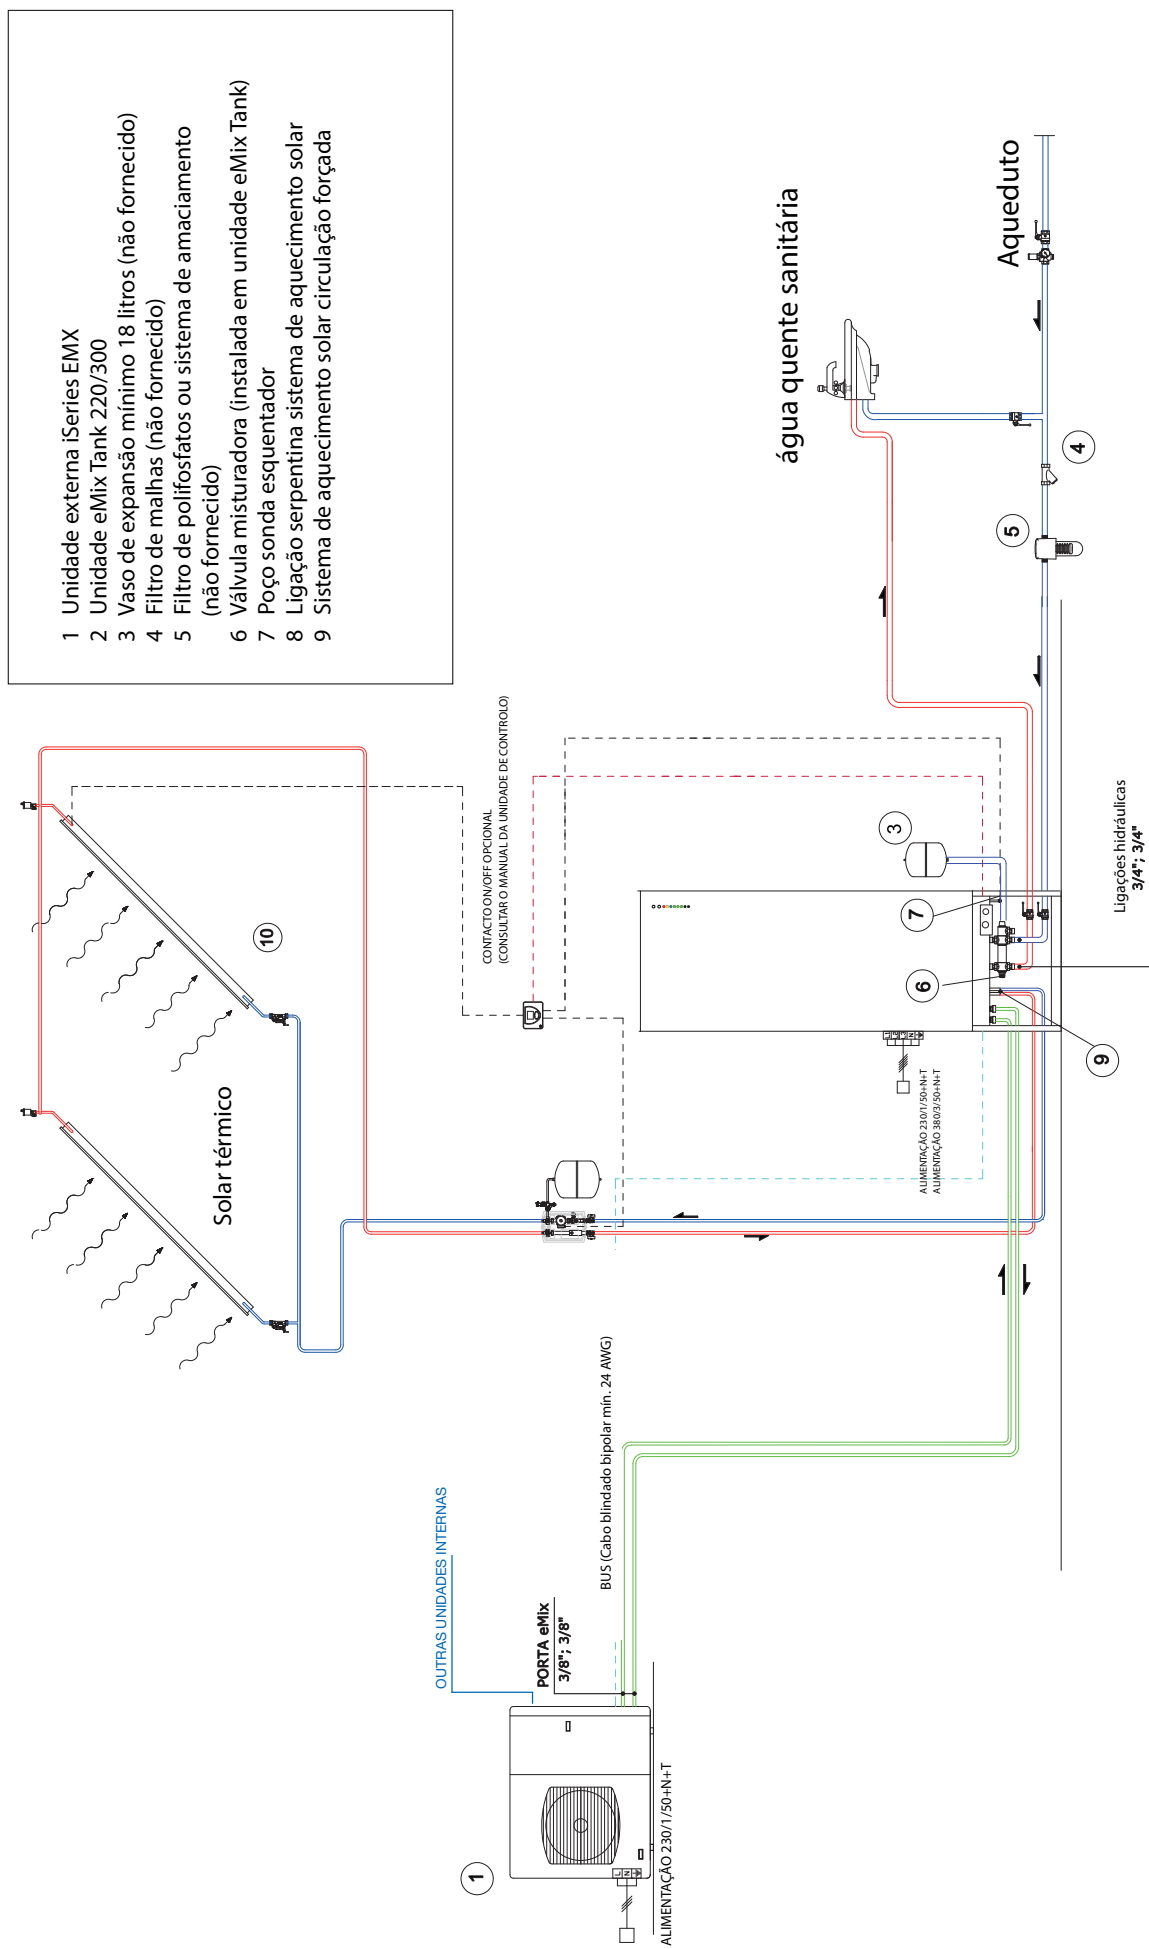 1 Unidade externa iSeries EMX
2 Unidade eMix Tank 220/300
3 Vaso de expansão mínimo 18 litros (não fornecido)
4 Filtro de malhas (não fornecido)
5 Filtro de polifosfatos ou sistema de amaciamento
(não fornecido)
6 Válvula misturadora (instalada em unidade eMix Tank)
7 Poço sonda esquentador
8 Ligação serpentina sistema de aquecimento solar
9 Sistema de aquecimento solar circulação forçada
Solar térmico
10
CONTACTO ON/OFF OPCIONAL
(CONSULTAR O MANUAL DA UNIDADE DE CONTROLO)
OUTRAS UNIDADES INTERNAS
PORTA eMix
3/8"; 3/8"
BUS (Cabo blindado bipolar mín. 24 AWG)
1
L
N
ALIMENTAÇÃO 230/1/50+N+T
água quente sanitária
Aqueduto
4
5
3
7
6
9
L1
L2
L3
N
ALIMENTAÇÃO 230/1/50+N+T
ALIMENTAÇÃO 380/3/50+N+T
Ligações hidráulicas
3/4"; 3/4"